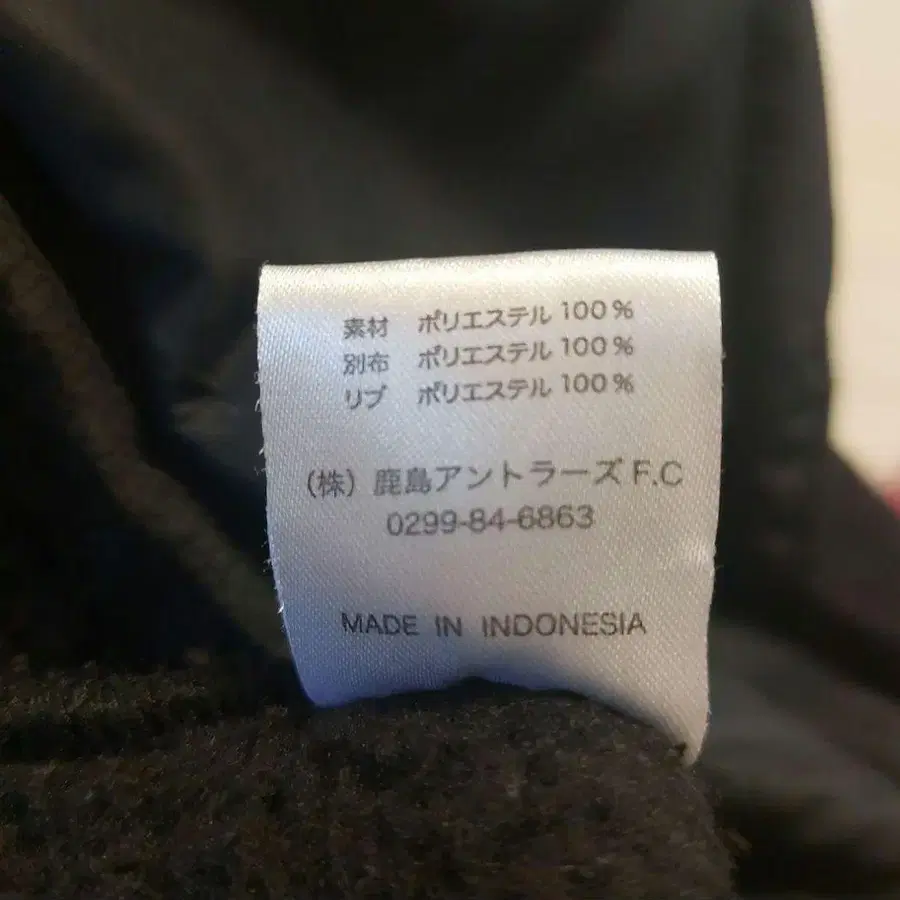 素材 ポリエステル 100%
別布 ポリエステル 100%
リブ ポリエステル 100%
(株) 鹿島アントラーズ F.C
0299-84-6863
MADE IN INDONESIA